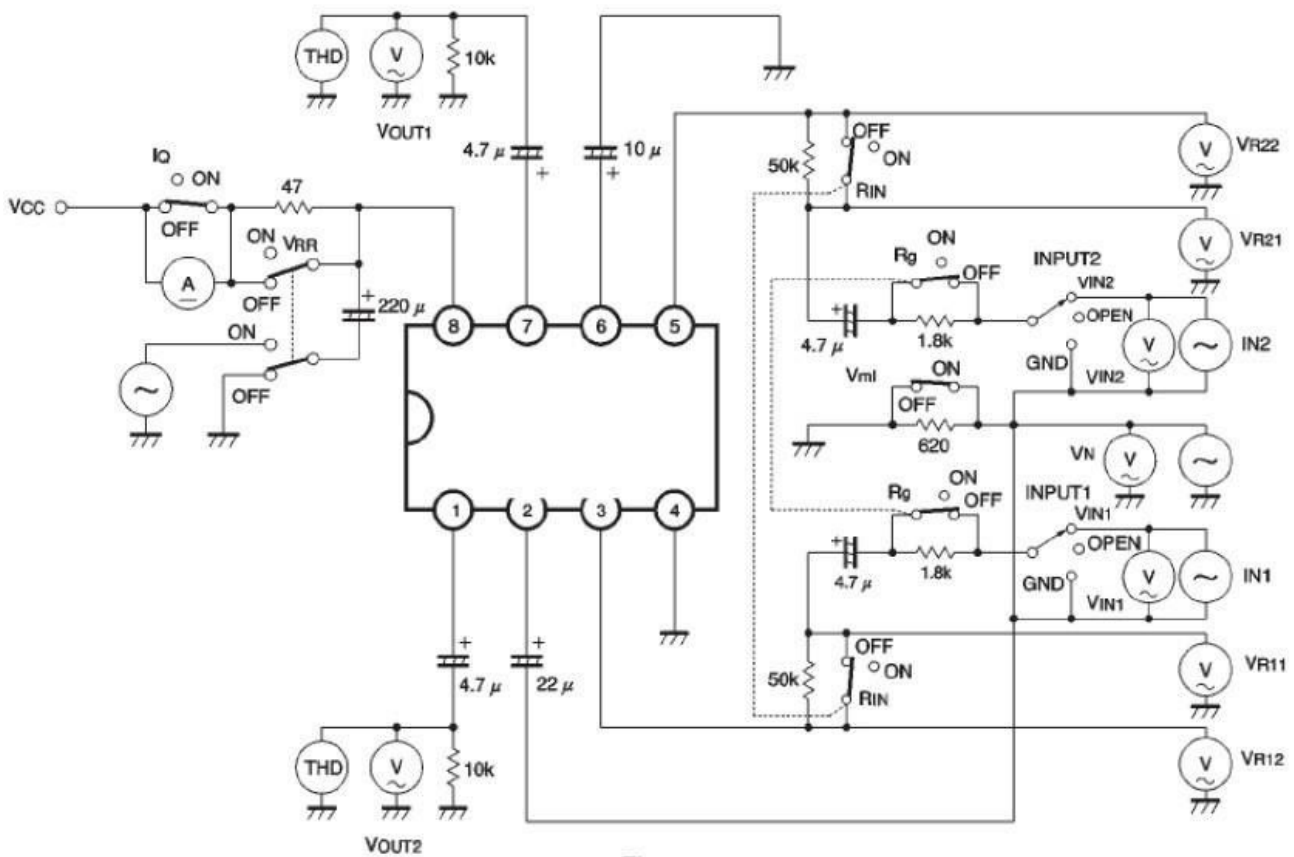 THD
V
10k
VOUT1
4.7 μ
+
10 μ
+
IQ
ON
47
VCC
OFF
ON
VRR
A
OFF
+
220 μ
ON
OFF
8
7
6
5
1
2
3
4
50k
OFF
ON
RIN
V
VR22
V
VR21
Rg
ON
OFF
INPUT2
VIN2
OPEN
+
4.7 μ
1.8k
GND
VIN2
V
IN2
Vml
ON
OFF
620
VN
V
Rg
ON
OFF
INPUT1
VIN1
OPEN
+
4.7 μ
1.8k
GND
VIN1
V
IN1
50k
OFF
ON
RIN
V
VR11
V
VR12
+
4.7 μ
+
22 μ
THD
V
10k
VOUT2